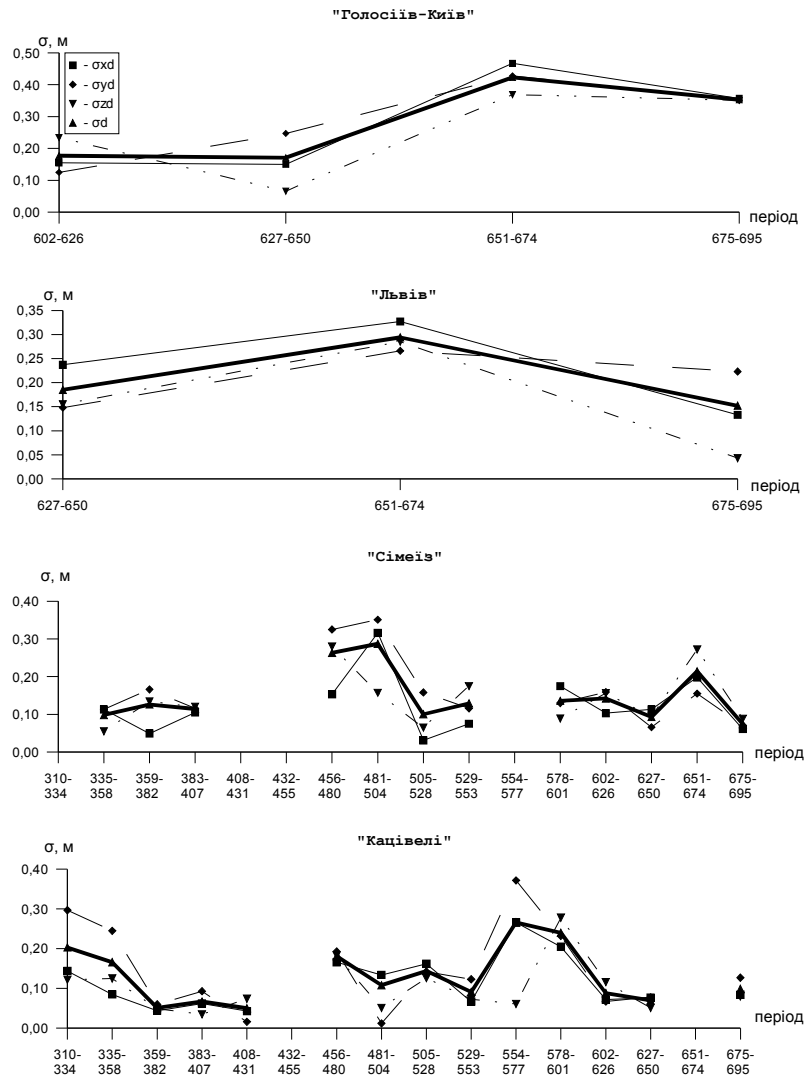 "Голосіїв-Київ"
σ, м
0,50
0,40
0,30
0,20
0,10
0,00
- σxd
- σyd
- σzd
- σd
період
602-626 627-650 651-674 675-695
"Львів"
σ, м
0,35
0,30
0,25
0,20
0,15
0,10
0,05
0,00
період
627-650 651-674 675-695
"Сімеїз"
σ, м
0,40
0,30
0,20
0,10
0,00
період
310- 335- 359- 383- 408- 432- 456- 481- 505- 529- 554- 578- 602- 627- 651- 675-
334 358 382 407 431 455 480 504 528 553 577 601 626 650 674 695
"Кацівелі"
σ, м
0,40
0,30
0,20
0,10
0,00
період
310- 335- 359- 383- 408- 432- 456- 481- 505- 529- 554- 578- 602- 627- 651- 675-
334 358 382 407 431 455 480 504 528 553 577 601 626 650 674 695